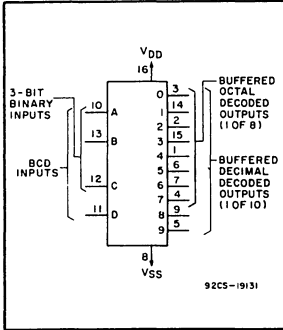 VDD
16
3-BIT
BINARY
INPUTS
BCD
INPUTS
10 A
13 B
12 C
11 D
0 3
1 14
2 2
3 15
4 1
5 6
6 7
7 4
8 9
9 5
BUFFERED
OCTAL
DECODED
OUTPUTS
(1 OF 8)
BUFFERED
DECIMAL
DECODED
OUTPUTS
(1 OF 10)
8
VSS
92CS-19131